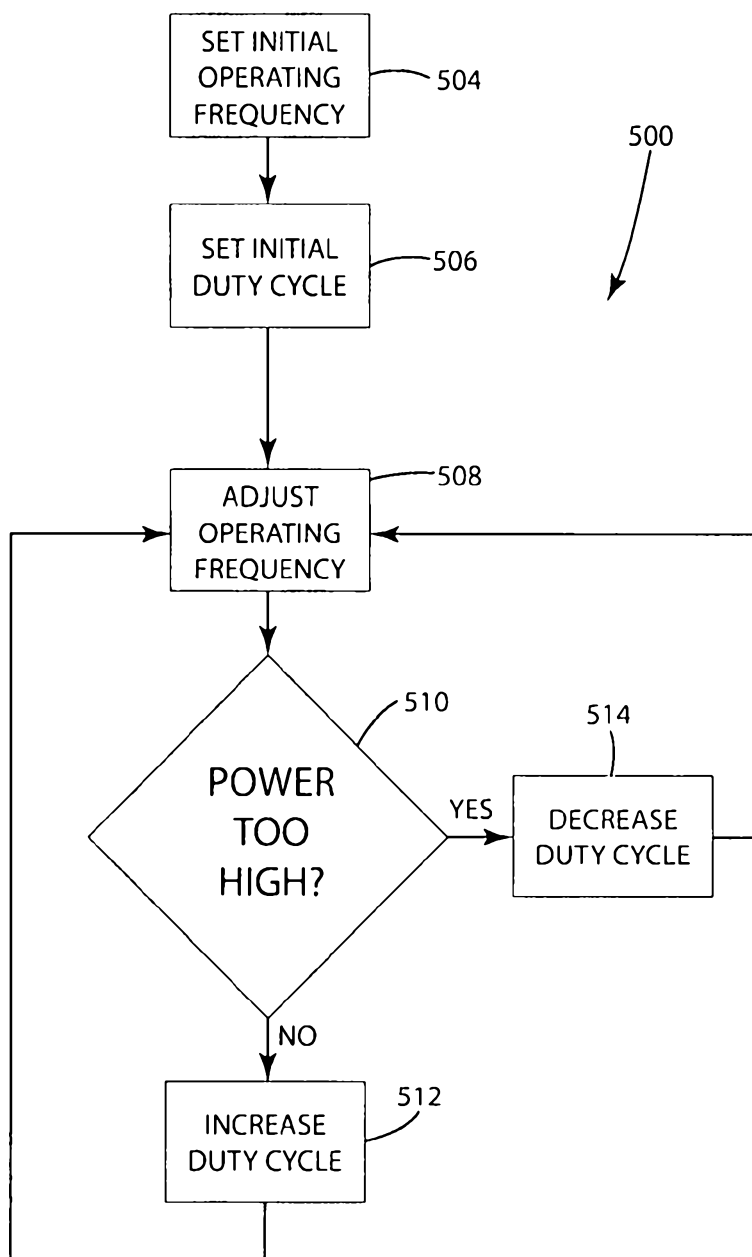 SET INITIAL
OPERATING
FREQUENCY
504
500
SET INITIAL
DUTY CYCLE
506
508
ADJUST
OPERATING
FREQUENCY
510
POWER
TOO
HIGH?
YES
514
DECREASE
DUTY CYCLE
NO
512
INCREASE
DUTY CYCLE